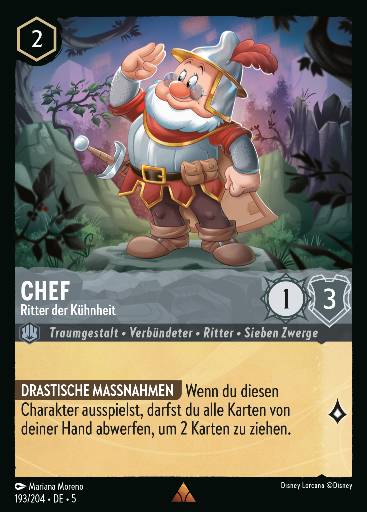 2
CHEF
Ritter der Kühnheit
1
3
Traumgestalt • Verbündeter • Ritter • Sieben Zwerge
DRASTISCHE MASSNAHMEN Wenn du diesen
Charakter ausspielst, darfst du alle Karten von
deiner Hand abwerfen, um 2 Karten zu ziehen.
Mariana Moreno
Disney Lorcana ©Disney
193/204 • DE • 5